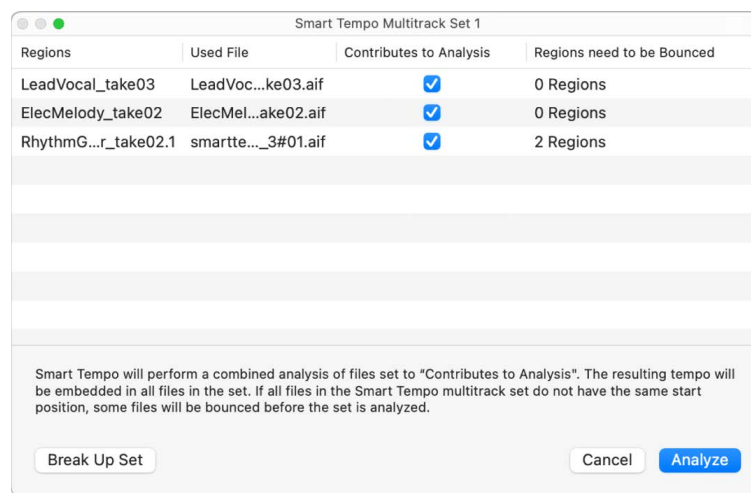 Smart Tempo Multitrack Set 1
Regions Used File Contributes to Analysis Regions need to be Bounced
LeadVocal_take03 LeadVoc...ke03.aif 0 Regions
ElecMelody_take02 ElecMel...ake02.aif 0 Regions
RhythmG...r_take02.1 smartte..._3#01.aif 2 Regions
Smart Tempo will perform a combined analysis of files set to “Contributes to Analysis". The resulting tempo will
be embedded in all files in the set. If all files in the Smart Tempo multitrack set do not have the same start
position, some files will be bounced before the set is analyzed.
Break Up Set Cancel Analyze